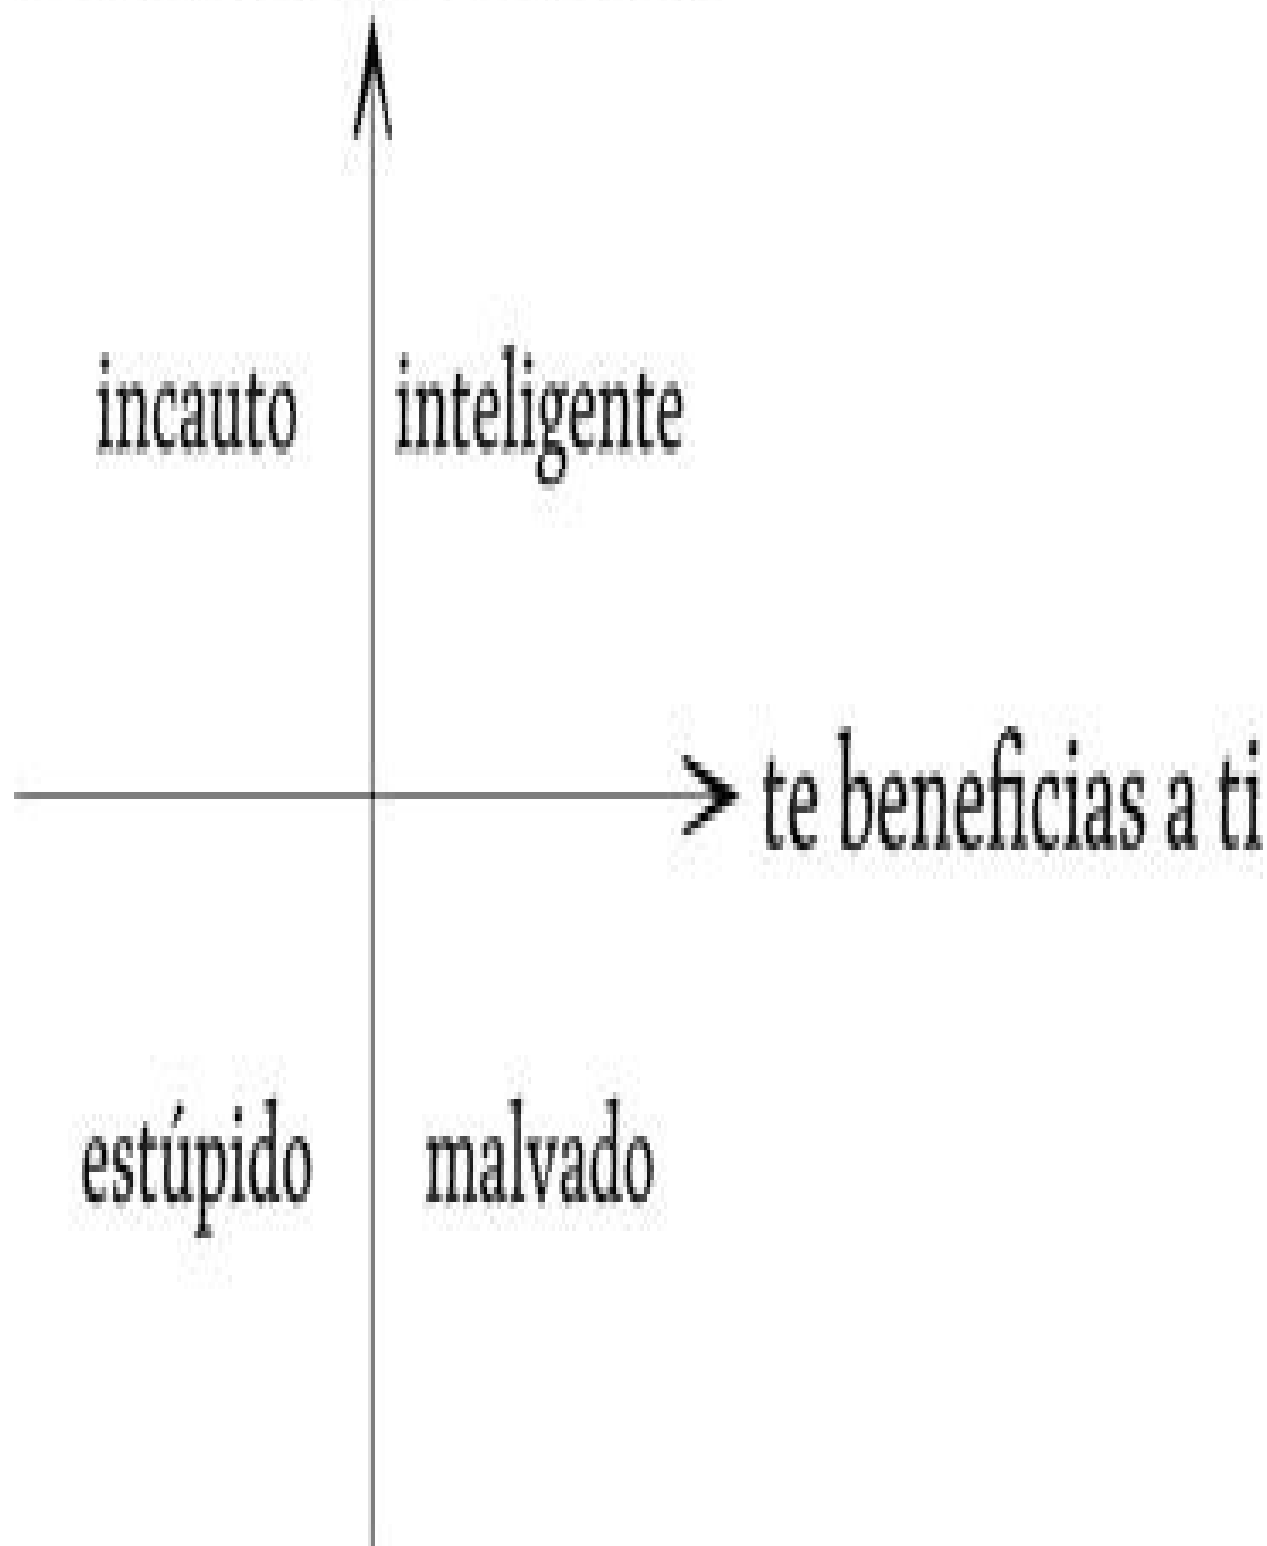 incauto inteligente
te beneficias a ti
estúpido malvado